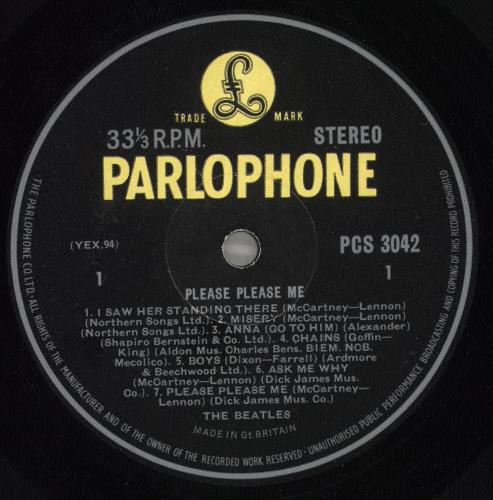 £
TRADE MARK
33⅓ R.P.M. STEREO
PARLOPHONE
(YEX.94) PCS 3042
1 1
PLEASE PLEASE ME
1. I SAW HER STANDING THERE (McCartney—Lennon)
(Northern Songs Ltd.). 2. MISERY (McCartney—Lennon)
(Northern Songs Ltd.). 3. ANNA (GO TO HIM) (Alexander)
(Shapiro Bernstein & Co. Ltd.) 4. CHAINS (Goffin—
King) (Aldon Mus. Charles Bens. BIEM. NCB.
Mecolico). 5. BOYS (Dixon—Farrell) (Ardmore
& Beechwood Ltd.). 6. ASK ME WHY
(McCartney—Lennon) (Dick James Mus.
Co.). 7. PLEASE PLEASE ME (McCartney—
Lennon) (Dick James Mus. Co.)
THE BEATLES
MADE IN Gt. BRITAIN
THE PARLOPHONE CO. LTD.·ALL RIGHTS OF THE MANUFACTURER AND OF THE OWNER OF THE RECORDED WORK RESERVED·UNAUTHORISED PUBLIC PERFORMANCE BROADCASTING AND COPYING OF THIS RECORD PROHIBITED